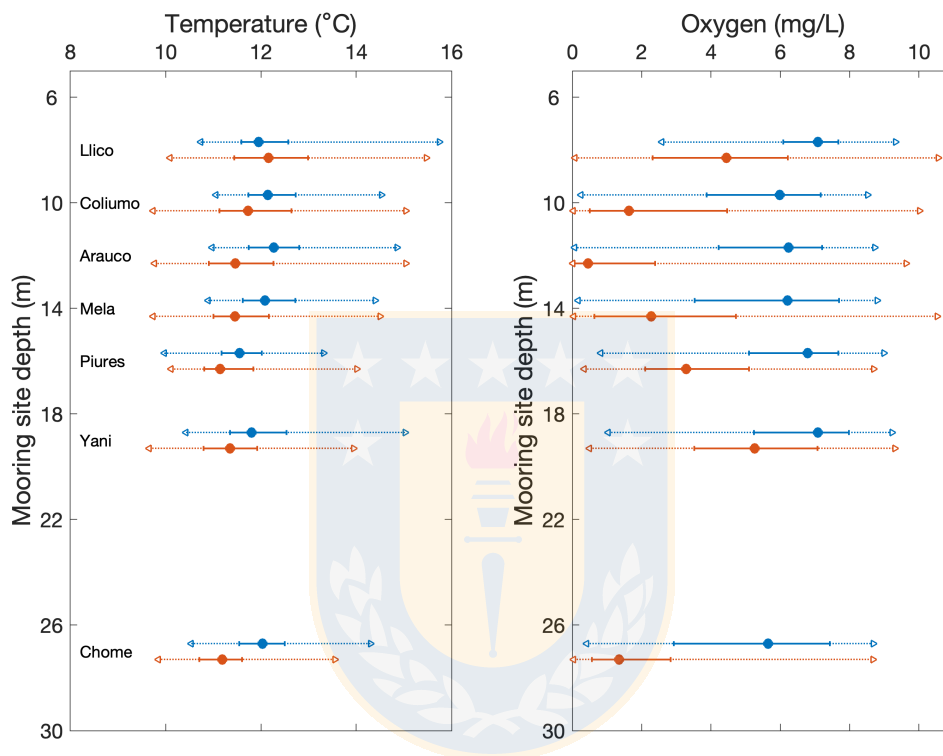 Temperature (°C)
8 10 12 14 16
Mooring site depth (m)
6
10
14
18
22
26
30
Llico
Coliumo
Arauco
Mela
Piures
Yani
Chome
Oxygen (mg/L)
0 2 4 6 8 10
Mooring site depth (m)
6
10
14
18
22
26
30